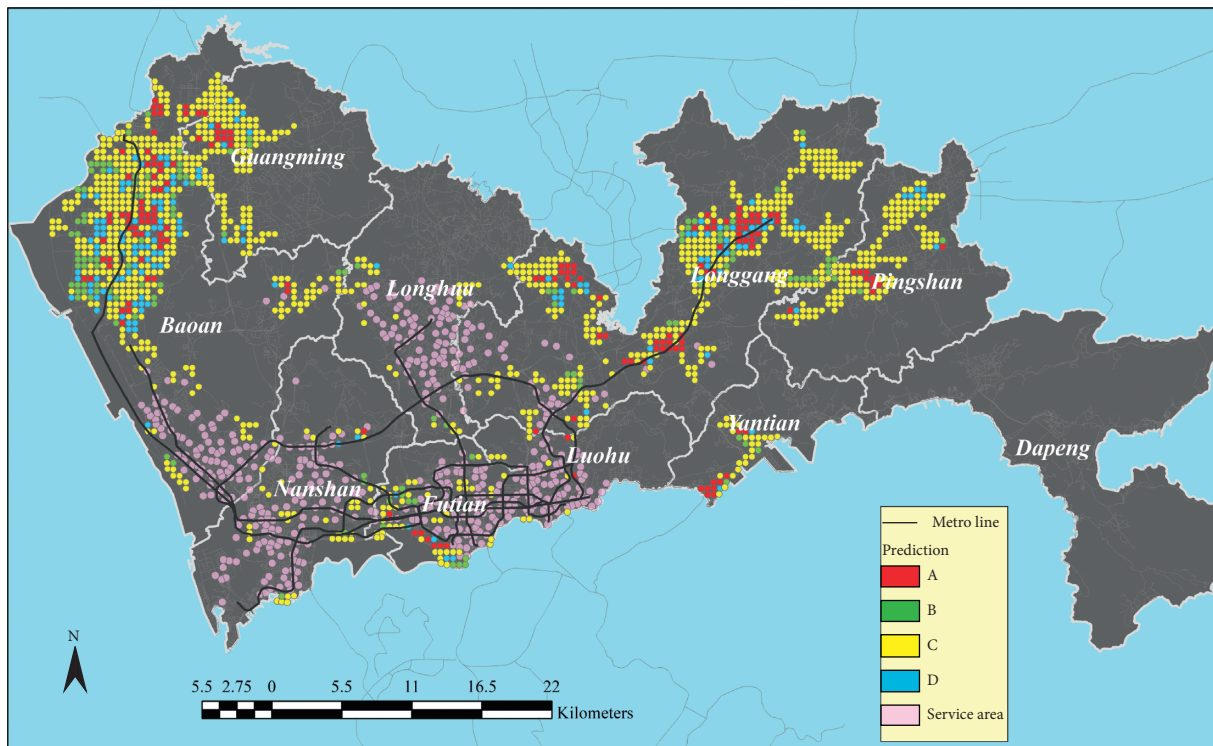 Guangming
Longhua
Longgang
Pingshan
Baoan
Yantian
Dapeng
Luohu
Nanshan
Futian
N
5.5 2.75 0 5.5 11 16.5 22
Kilometers
Metro line
Prediction
A
B
C
D
Service area